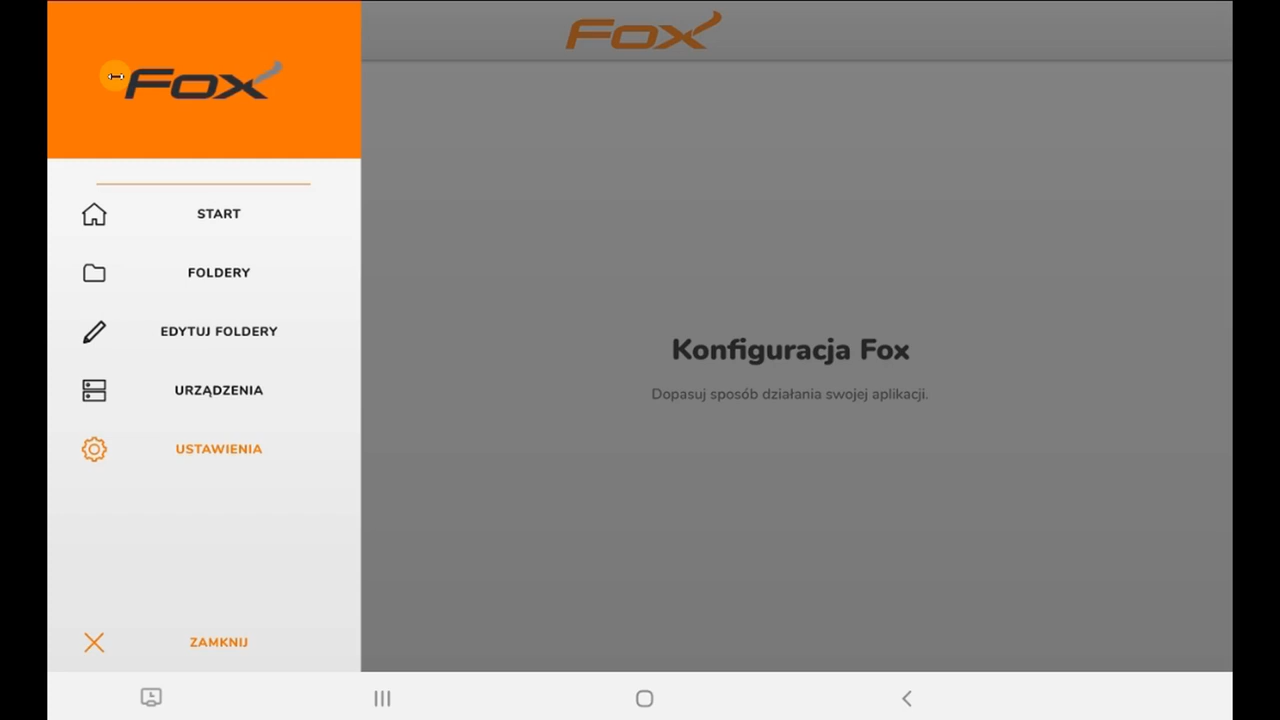 Fox
Fox
START
FOLDERY
EDYTUJ FOLDERY
URZĄDZENIA
USTAWIENIA
ZAMKNIJ
Konfiguracja Fox
Dopasuj sposób działania swojej aplikacji.